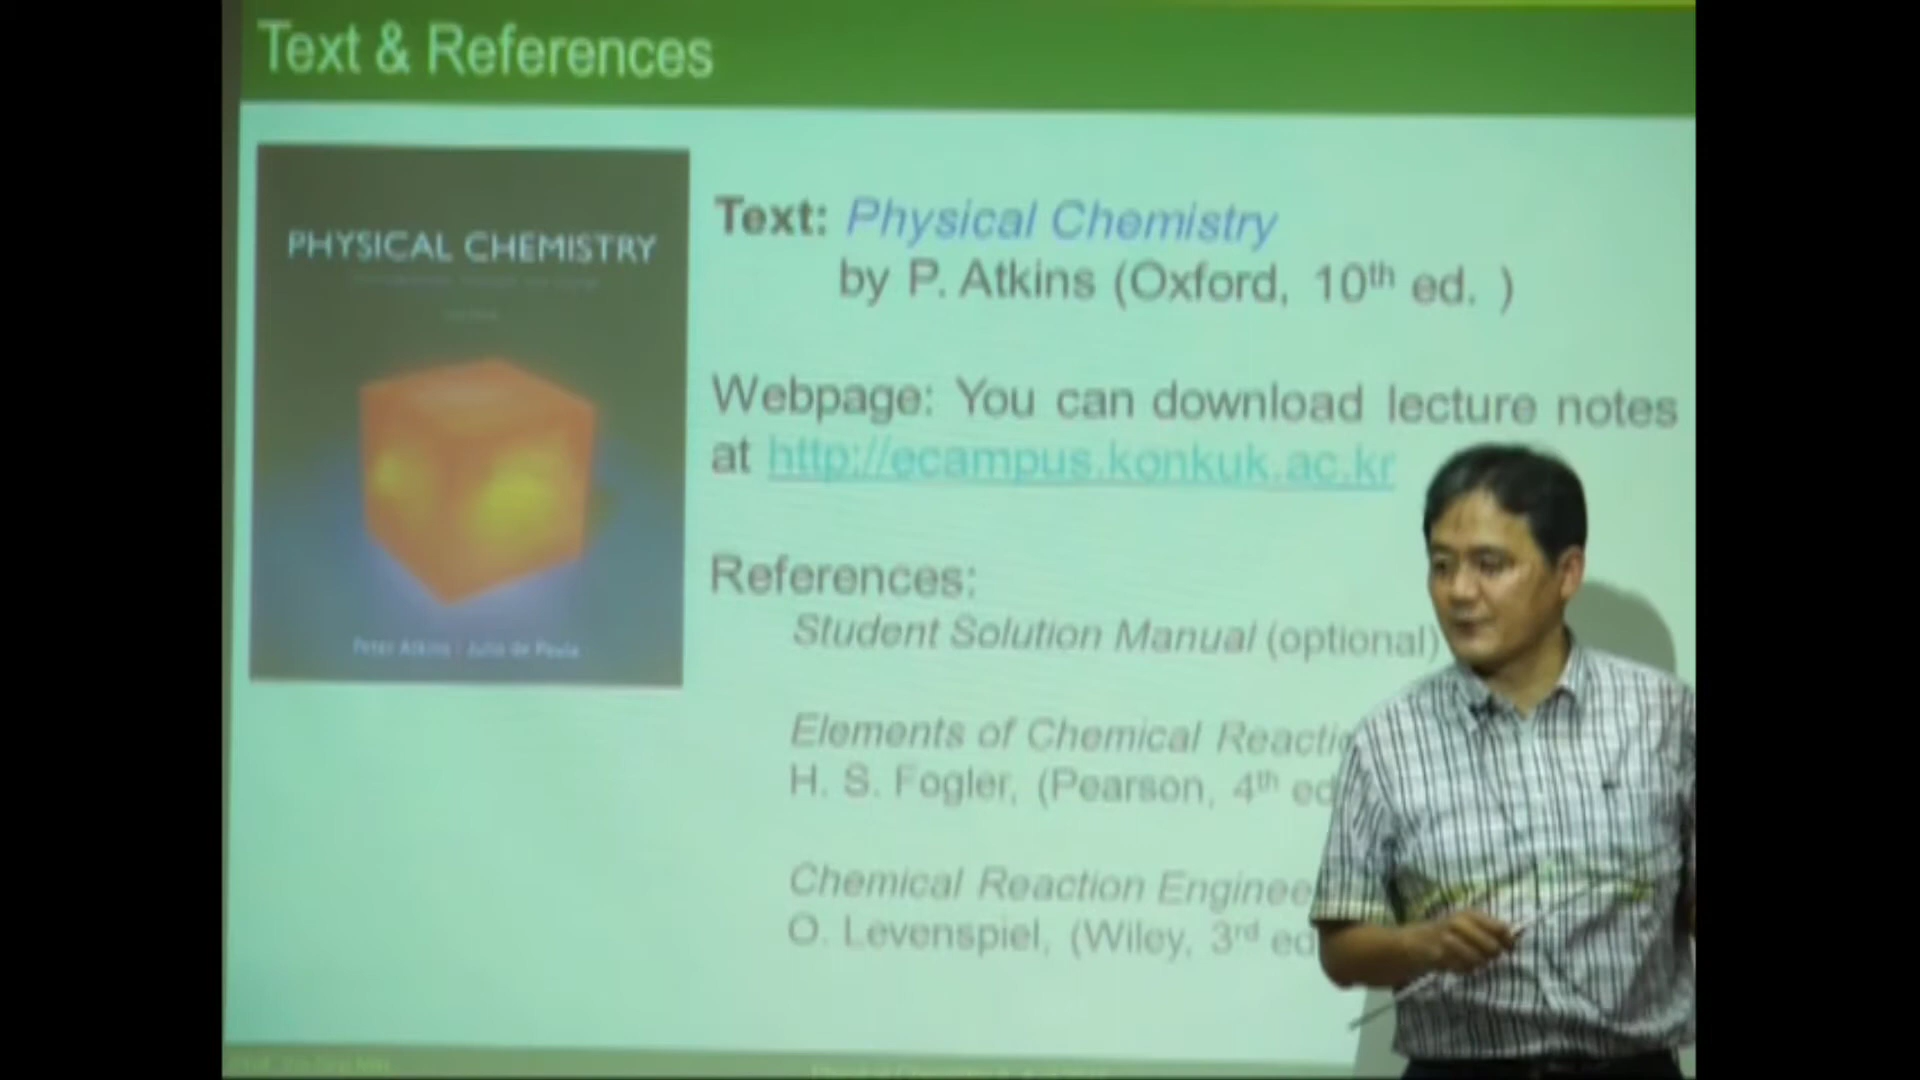 Text & References
PHYSICAL CHEMISTRY
Peter Atkins · Julio de Paula
Text: Physical Chemistry
by P. Atkins (Oxford, 10th ed. )
Webpage: You can download lecture notes
at http://ecampus.konkuk.ac.kr
References:
Student Solution Manual (optional)
Elements of Chemical
H. S. Fogler, (Pearson, 4th ed
Chemical Reaction
O. Levenspiel, (Wiley, 3rd ed